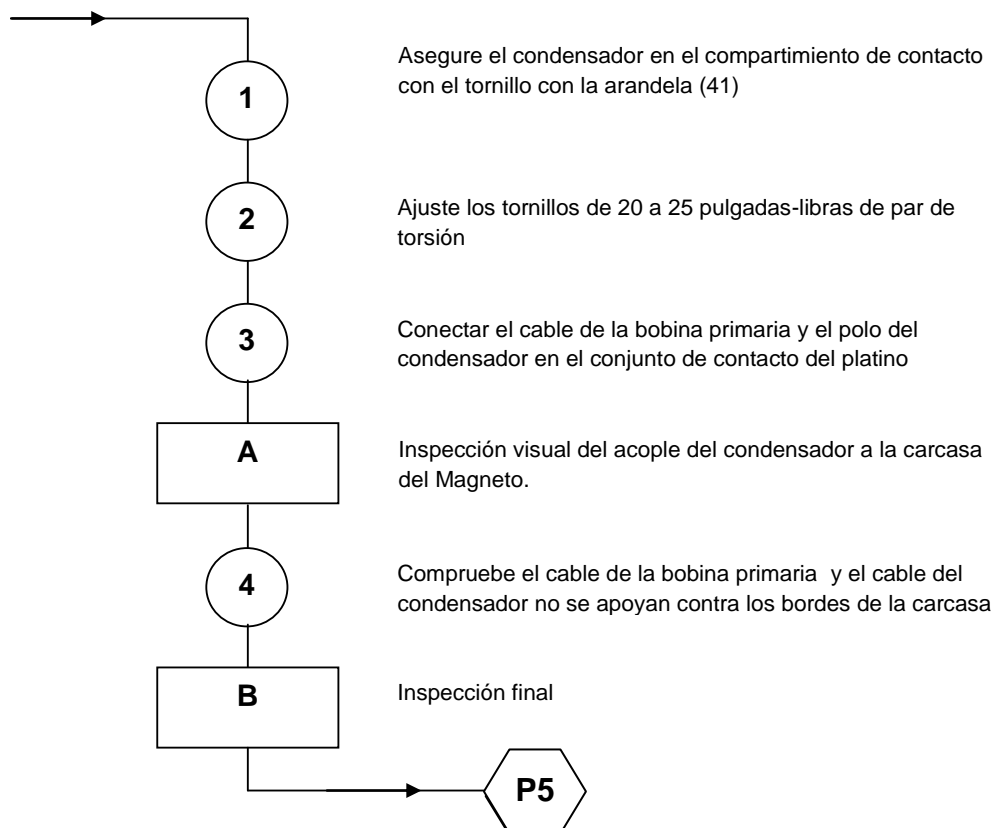 1
Asegure el condensador en el compartimiento de contacto
con el tornillo con la arandela (41)
2
Ajuste los tornillos de 20 a 25 pulgadas-libras de par de
torsión
3
Conectar el cable de la bobina primaria y el polo del
condensador en el conjunto de contacto del platino
A
Inspección visual del acople del condensador a la carcasa
del Magneto.
4
Compruebe el cable de la bobina primaria  y el cable del
condensador no se apoyan contra los bordes de la carcasa
B
Inspección final
P5